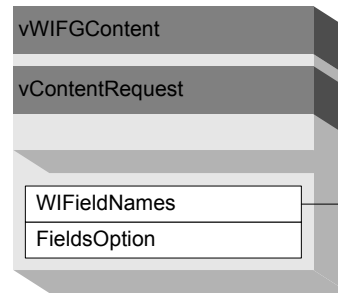 vWIFGContent
vContentRequest
WIFieldNames
FieldsOption